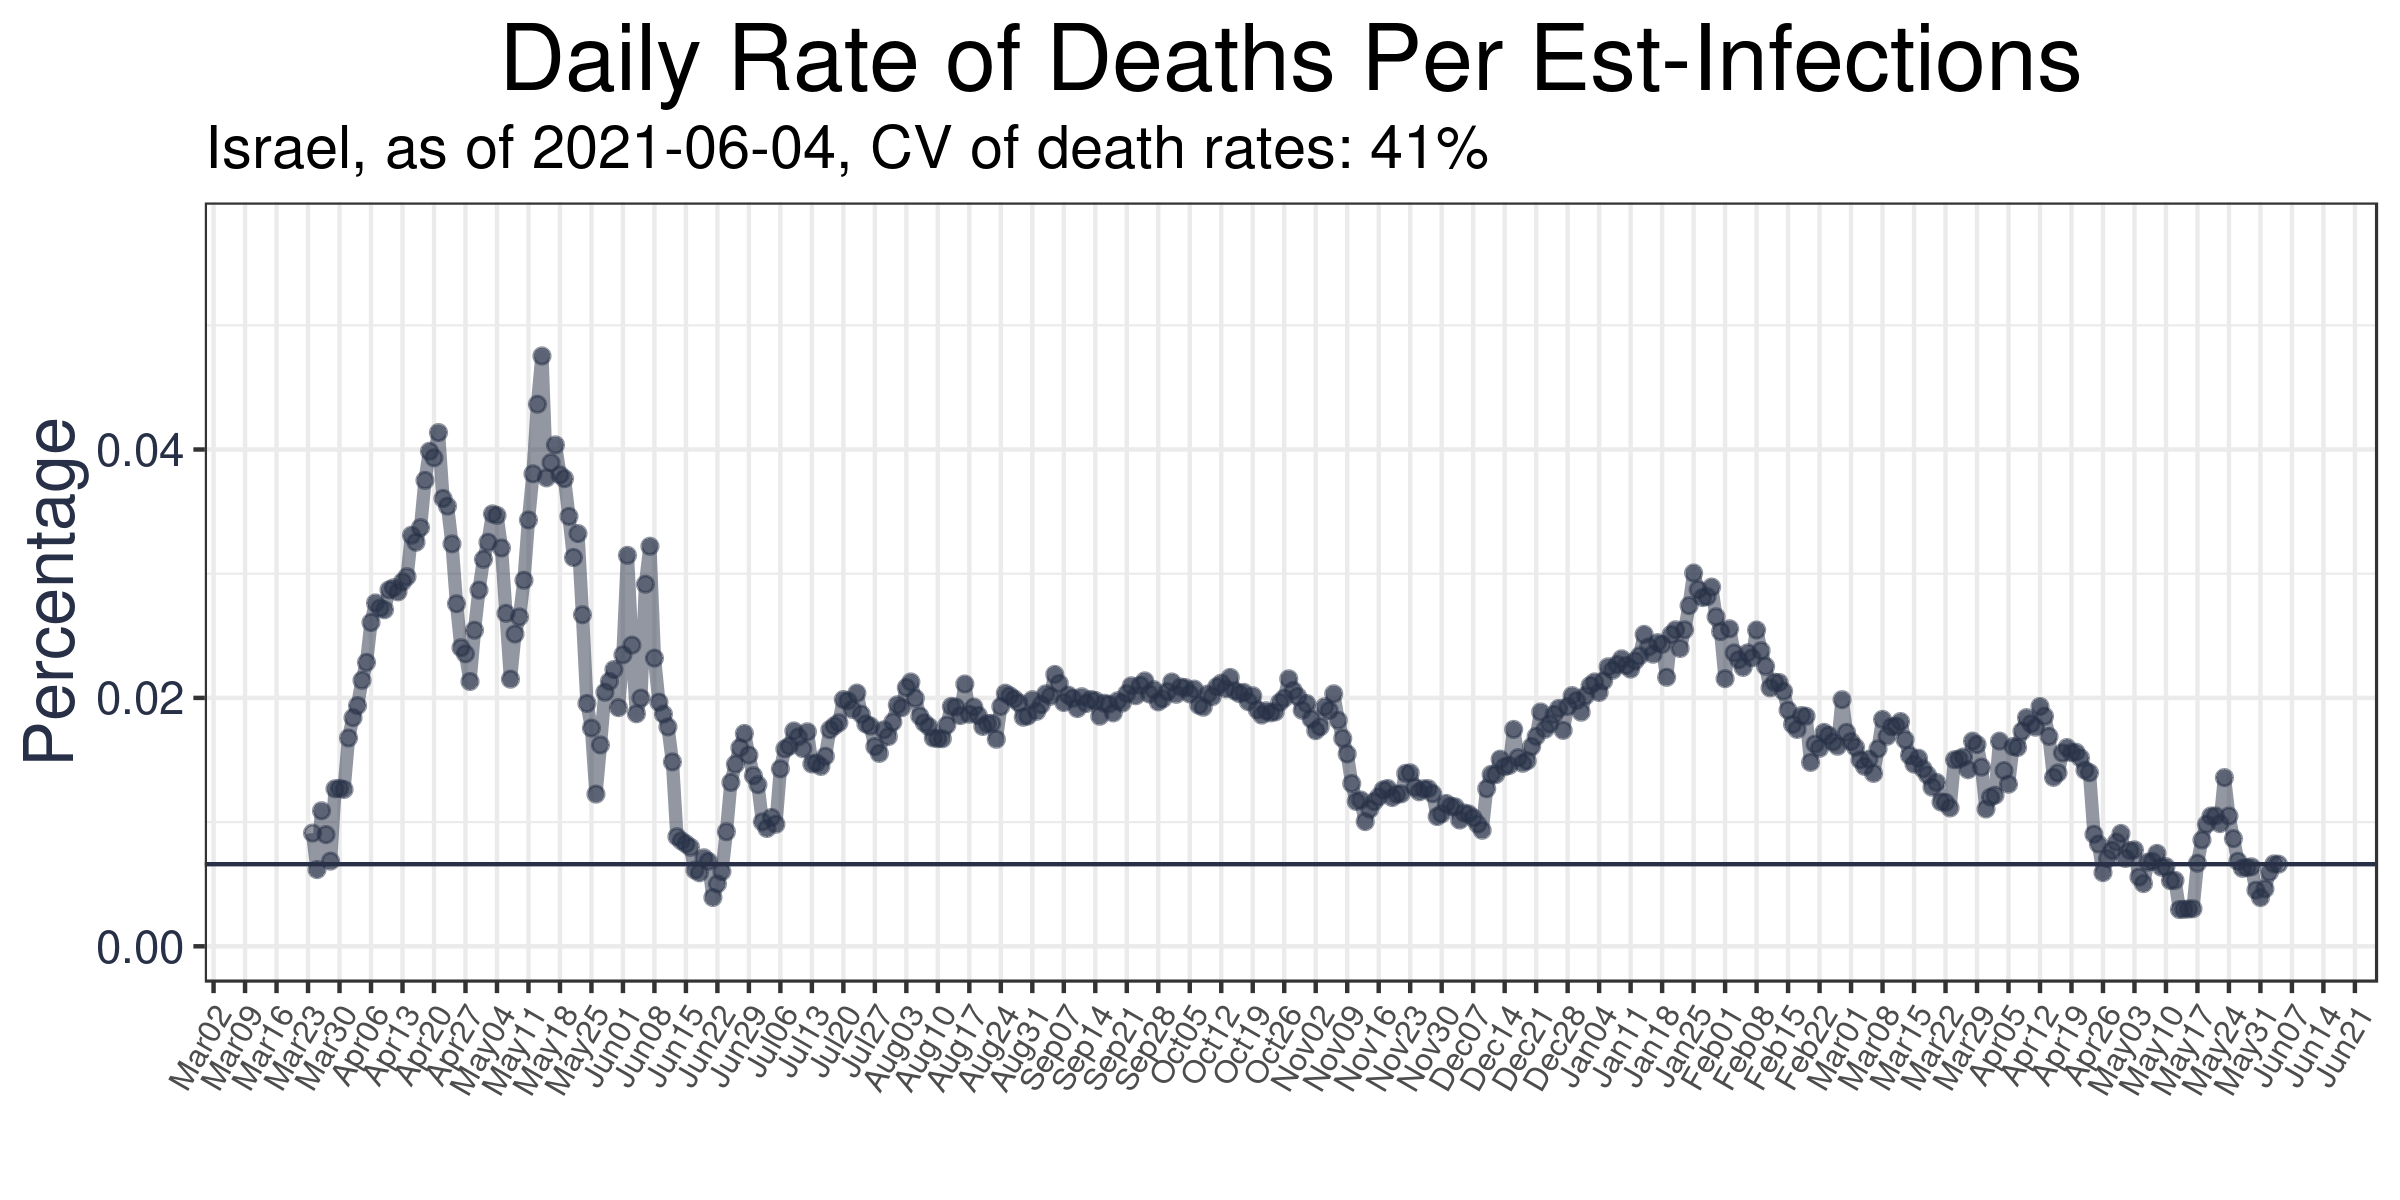 Daily Rate of Deaths Per Est-Infections
Israel, as of 2021-06-04, CV of death rates: 41%
Percentage
0.04
0.02
0.00
Mar02 Mar09 Mar16 Mar23 Mar30 Apr06 Apr13 Apr20 Apr27 May04 May11 May18 May25 Jun01 Jun08 Jun15 Jun22 Jun29 Jul06 Jul13 Jul20 Jul27 Aug03 Aug10 Aug17 Aug24 Aug31 Sep07 Sep14 Sep21 Sep28 Oct05 Oct12 Oct19 Oct26 Nov02 Nov09 Nov16 Nov23 Nov30 Dec07 Dec14 Dec21 Dec28 Jan04 Jan11 Jan18 Jan25 Feb01 Feb08 Feb15 Feb22 Mar01 Mar08 Mar15 Mar22 Mar29 Apr05 Apr12 Apr19 Apr26 May03 May10 May17 May24 May31 Jun07 Jun14 Jun21